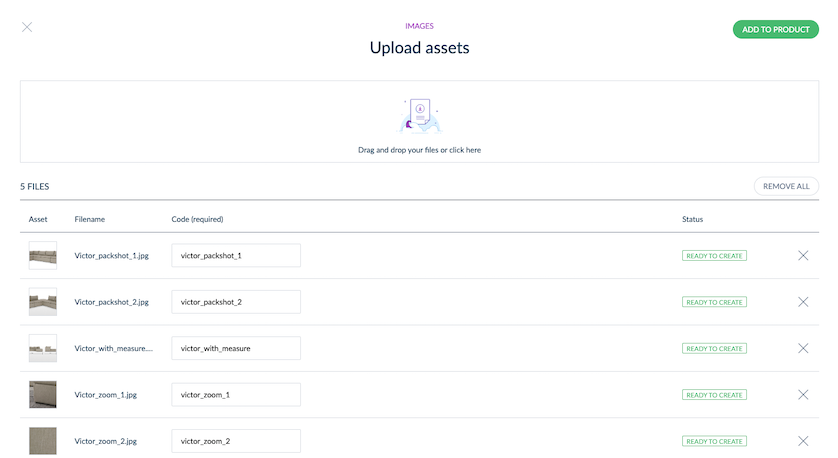 IMAGES
ADD TO PRODUCT
Upload assets
Drag and drop your files or click here
5 FILES
REMOVE ALL
Asset Filename Code (required) Status
Victor_packshot_1.jpg victor_packshot_1 READY TO CREATE
Victor_packshot_2.jpg victor_packshot_2 READY TO CREATE
Victor_with_measure.... victor_with_measure READY TO CREATE
Victor_zoom_1.jpg victor_zoom_1 READY TO CREATE
Victor_zoom_2.jpg victor_zoom_2 READY TO CREATE